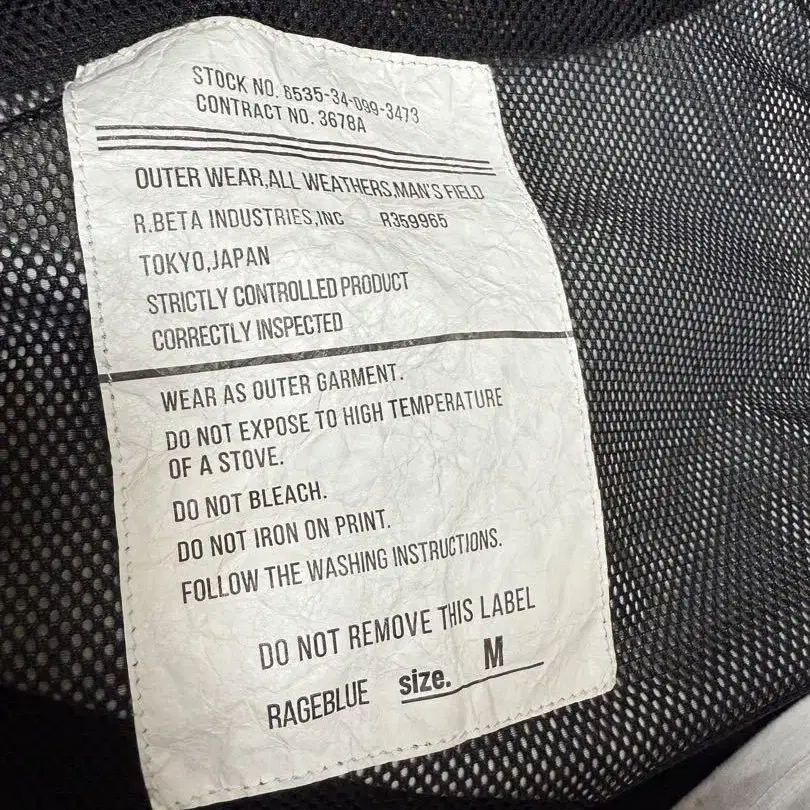 STOCK NO. 8535-34-099-3473
CONTRACT NO. 3678A
OUTER WEAR,ALL WEATHERS,MAN'S FIELD
R.BETA INDUSTRIES,INC R359965
TOKYO,JAPAN
STRICTLY CONTROLLED PRODUCT
CORRECTLY INSPECTED
WEAR AS OUTER GARMENT.
DO NOT EXPOSE TO HIGH TEMPERATURE
OF A STOVE.
DO NOT BLEACH.
DO NOT IRON ON PRINT.
FOLLOW THE WASHING INSTRUCTIONS.
DO NOT REMOVE THIS LABEL
RAGEBLUE size. M